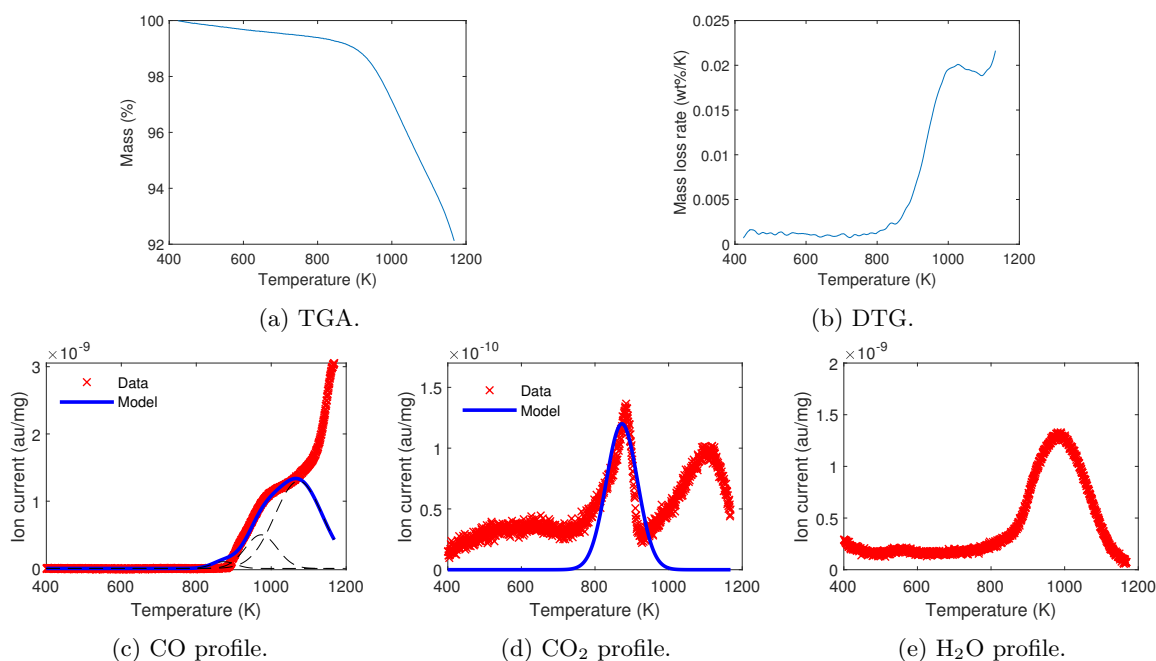 100
98
96
94
92
Mass (%)
400 600 800 1000 1200
Temperature (K)
(a) TGA.
0.025
0.02
0.015
0.01
0.005
0
Mass loss rate (wt%/K)
400 600 800 1000 1200
Temperature (K)
(b) DTG.
×10⁻⁹
3
2
1
0
Ion current (au/mg)
Data
Model
400 600 800 1000 1200
Temperature (K)
(c) CO profile.
×10⁻¹⁰
1.5
1
0.5
0
Ion current (au/mg)
Data
Model
400 600 800 1000 1200
Temperature (K)
(d) CO₂ profile.
×10⁻⁹
2
1.5
1
0.5
0
Ion current (au/mg)
400 600 800 1000 1200
Temperature (K)
(e) H₂O profile.